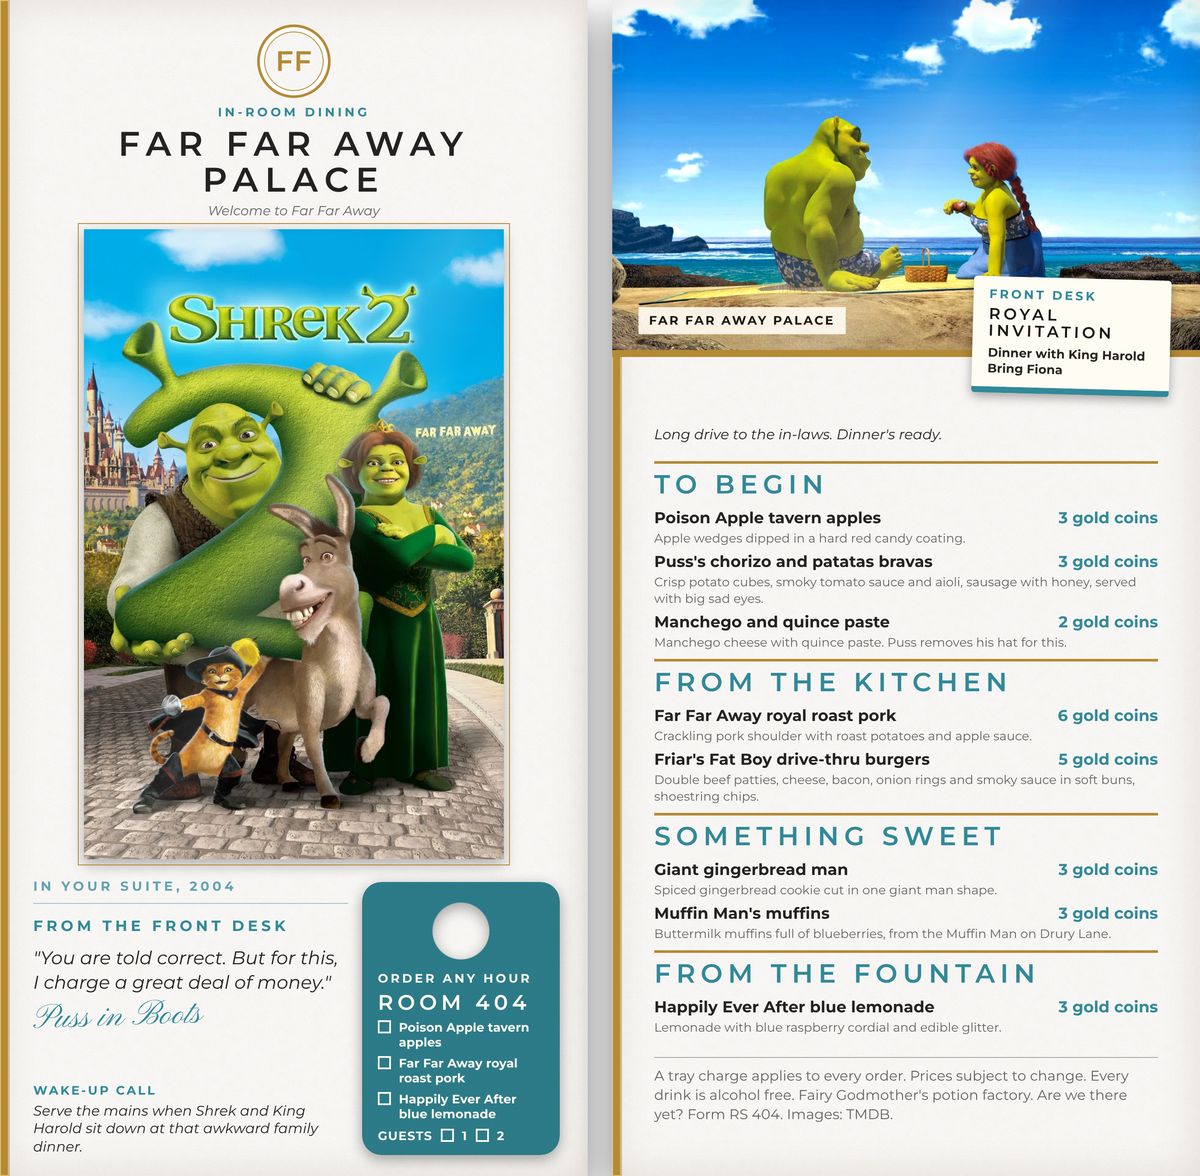 FF
IN-ROOM DINING
FAR FAR AWAY
PALACE
Welcome to Far Far Away
SHREK 2
FAR FAR AWAY
IN YOUR SUITE, 2004
FROM THE FRONT DESK
"You are told correct. But for this,
I charge a great deal of money."
Puss in Boots
WAKE-UP CALL
Serve the mains when Shrek and King
Harold sit down at that awkward family
dinner.
ORDER ANY HOUR
ROOM 404
Poison Apple tavern
apples
Far Far Away royal
roast pork
Happily Ever After
blue lemonade
GUESTS 1 2
FAR FAR AWAY PALACE
FRONT DESK
ROYAL
INVITATION
Dinner with King Harold
Bring Fiona
Long drive to the in-laws. Dinner's ready.
TO BEGIN
Poison Apple tavern apples 3 gold coins
Apple wedges dipped in a hard red candy coating.
Puss's chorizo and patatas bravas 3 gold coins
Crisp potato cubes, smoky tomato sauce and aioli, sausage with honey, served
with big sad eyes.
Manchego and quince paste 2 gold coins
Manchego cheese with quince paste. Puss removes his hat for this.
FROM THE KITCHEN
Far Far Away royal roast pork 6 gold coins
Crackling pork shoulder with roast potatoes and apple sauce.
Friar's Fat Boy drive-thru burgers 5 gold coins
Double beef patties, cheese, bacon, onion rings and smoky sauce in soft buns,
shoestring chips.
SOMETHING SWEET
Giant gingerbread man 3 gold coins
Spiced gingerbread cookie cut in one giant man shape.
Muffin Man's muffins 3 gold coins
Buttermilk muffins full of blueberries, from the Muffin Man on Drury Lane.
FROM THE FOUNTAIN
Happily Ever After blue lemonade 3 gold coins
Lemonade with blue raspberry cordial and edible glitter.
A tray charge applies to every order. Prices subject to change. Every
drink is alcohol free. Fairy Godmother's potion factory. Are we there
yet? Form RS 404. Images: TMDB.